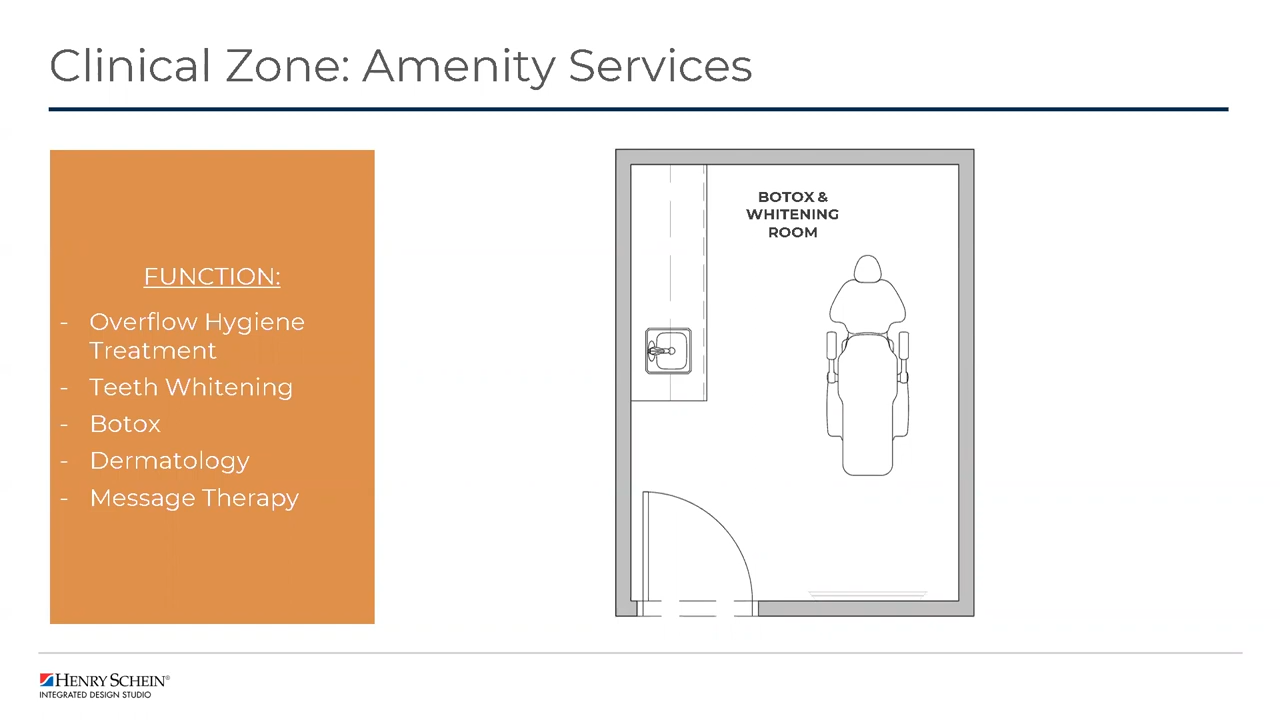 Clinical Zone: Amenity Services
FUNCTION:
- Overflow Hygiene
Treatment
- Teeth Whitening
- Botox
- Dermatology
- Message Therapy
BOTOX &
WHITENING
ROOM
HENRY SCHEIN®
INTEGRATED DESIGN STUDIO